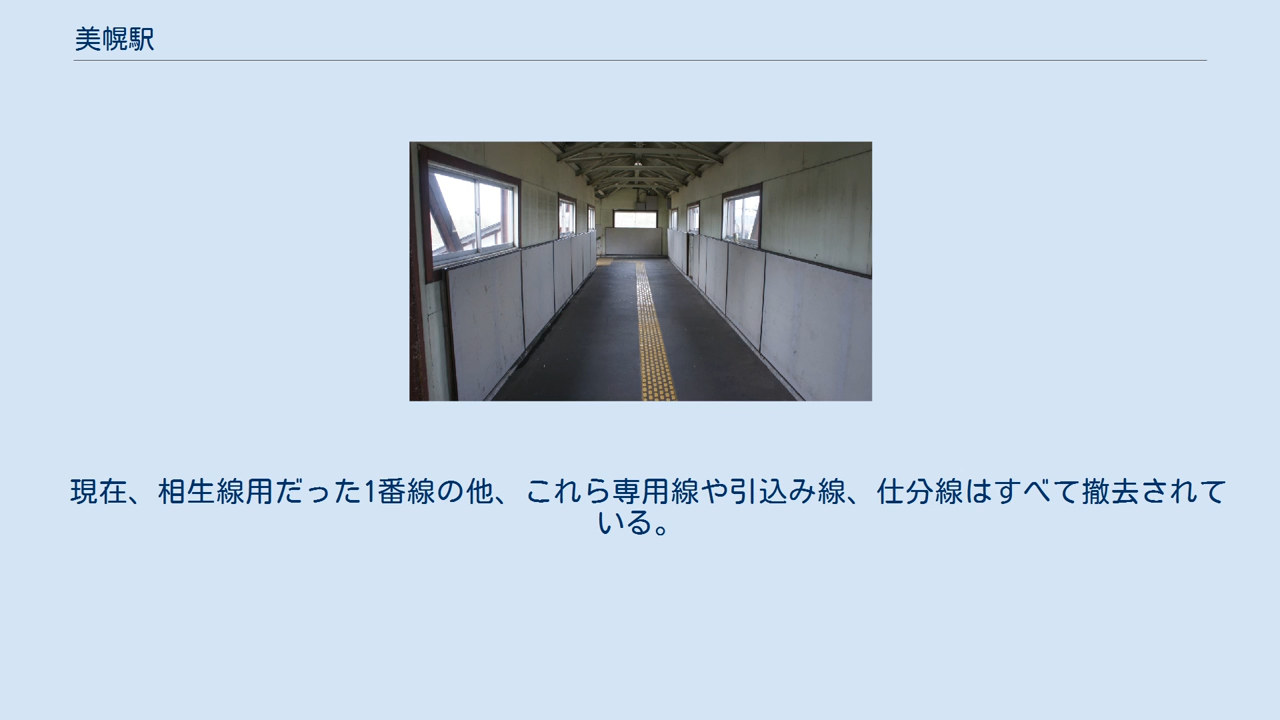 美幌駅
現在、相生線用だった1番線の他、これら専用線や引込み線、仕分線はすべて撤去されて
いる。